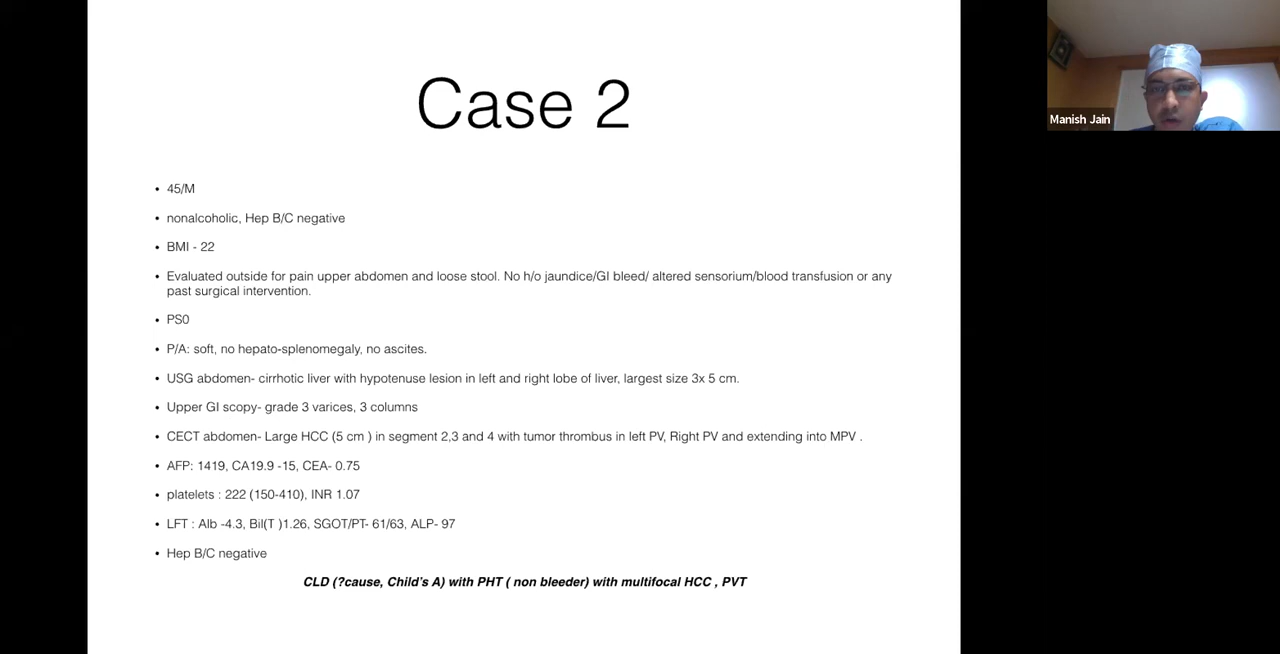 Case 2
• 45/M
• nonalcoholic, Hep B/C negative
• BMI - 22
• Evaluated outside for pain upper abdomen and loose stool. No h/o jaundice/GI bleed/ altered sensorium/blood transfusion or any
past surgical intervention.
• PS0
• P/A: soft, no hepato-splenomegaly, no ascites.
• USG abdomen- cirrhotic liver with hypotenuse lesion in left and right lobe of liver, largest size 3x 5 cm.
• Upper GI scopy- grade 3 varices, 3 columns
• CECT abdomen- Large HCC (5 cm ) in segment 2,3 and 4 with tumor thrombus in left PV, Right PV and extending into MPV .
• AFP: 1419, CA19.9 -15, CEA- 0.75
• platelets : 222 (150-410), INR 1.07
• LFT : Alb -4.3, Bil(T )1.26, SGOT/PT- 61/63, ALP- 97
• Hep B/C negative
CLD (?cause, Child's A) with PHT ( non bleeder) with multifocal HCC , PVT
Manish Jain